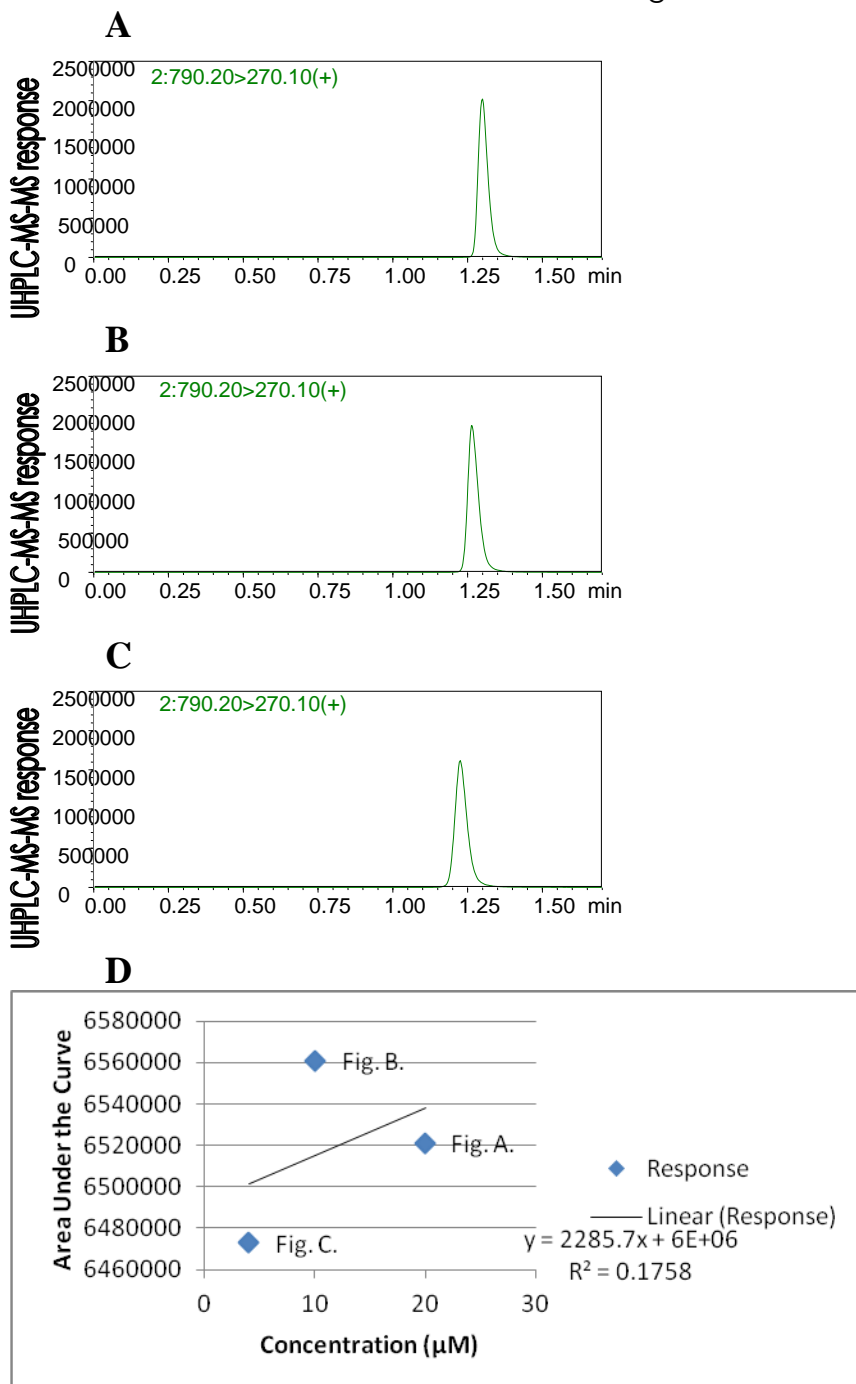 A
UHPLC-MS-MS response
2500000
2:790.20>270.10(+)
2000000
1500000
1000000
500000
0
0.00 0.25 0.50 0.75 1.00 1.25 1.50 min
B
UHPLC-MS-MS response
2500000
2:790.20>270.10(+)
2000000
1500000
1000000
500000
0
0.00 0.25 0.50 0.75 1.00 1.25 1.50 min
C
UHPLC-MS-MS response
2500000
2:790.20>270.10(+)
2000000
1500000
1000000
500000
0
0.00 0.25 0.50 0.75 1.00 1.25 1.50 min
D
Area Under the Curve
6580000
6560000
6540000
6520000
6500000
6480000
6460000
Fig. B.
Fig. A.
Fig. C.
Response
Linear (Response)
y = 2285.7x + 6E+06
R² = 0.1758
0 10 20 30
Concentration (µM)